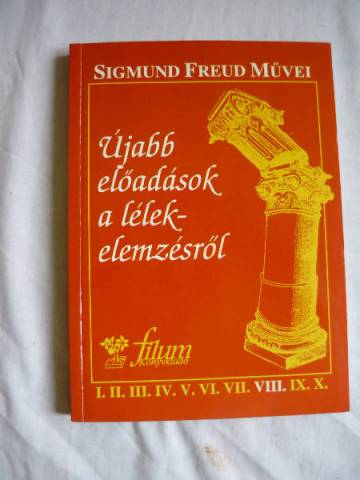 SIGMUND FREUD MŰVEI
Újabb
előadások
a lélek-
elemzésről
filum
Könyvkiadó
I. II. III. IV. V. VI. VII. VIII. IX. X.